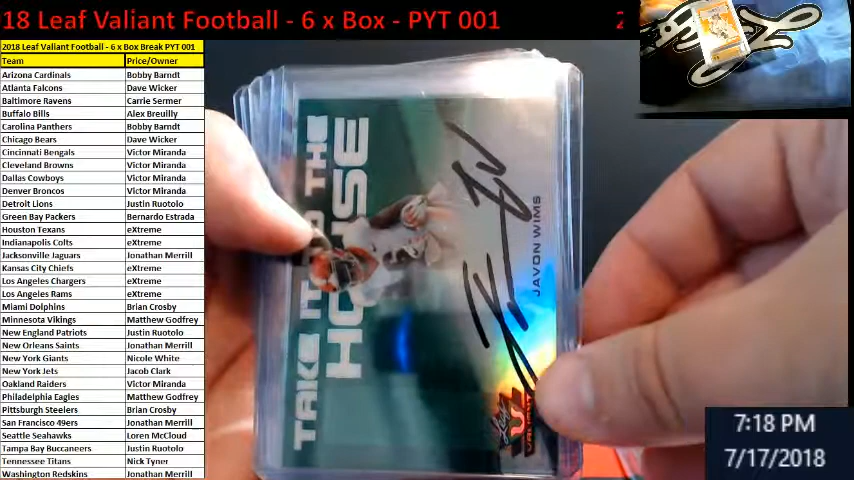 18 Leaf Valiant Football - 6 x Box - PYT 001
2
2018 Leaf Valiant Football - 6 x Box Break PYT 001
Team Price/Owner
Arizona Cardinals Bobby Barndt
Atlanta Falcons Dave Wicker
Baltimore Ravens Carrie Sermer
Buffalo Bills Alex Breuilly
Carolina Panthers Bobby Barndt
Chicago Bears Dave Wicker
Cincinnati Bengals Victor Miranda
Cleveland Browns Victor Miranda
Dallas Cowboys Victor Miranda
Denver Broncos Victor Miranda
Detroit Lions Justin Ruotolo
Green Bay Packers Bernardo Estrada
Houston Texans eXtreme
Indianapolis Colts eXtreme
Jacksonville Jaguars Jonathan Merrill
Kansas City Chiefs eXtreme
Los Angeles Chargers eXtreme
Los Angeles Rams eXtreme
Miami Dolphins Brian Crosby
Minnesota Vikings Matthew Godfrey
New England Patriots Justin Ruotolo
New Orleans Saints Jonathan Merrill
New York Giants Nicole White
New York Jets Jacob Clark
Oakland Raiders Victor Miranda
Philadelphia Eagles Matthew Godfrey
Pittsburgh Steelers Brian Crosby
San Francisco 49ers Jonathan Merrill
Seattle Seahawks Loren McCloud
Tampa Bay Buccaneers Justin Ruotolo
Tennessee Titans Nick Tyner
Washington Redskins Jonathan Merrill
TAKE IT TO THE
HOUSE
JAVON WIMS
Leaf
VALIANT
7:18 PM
7/17/2018